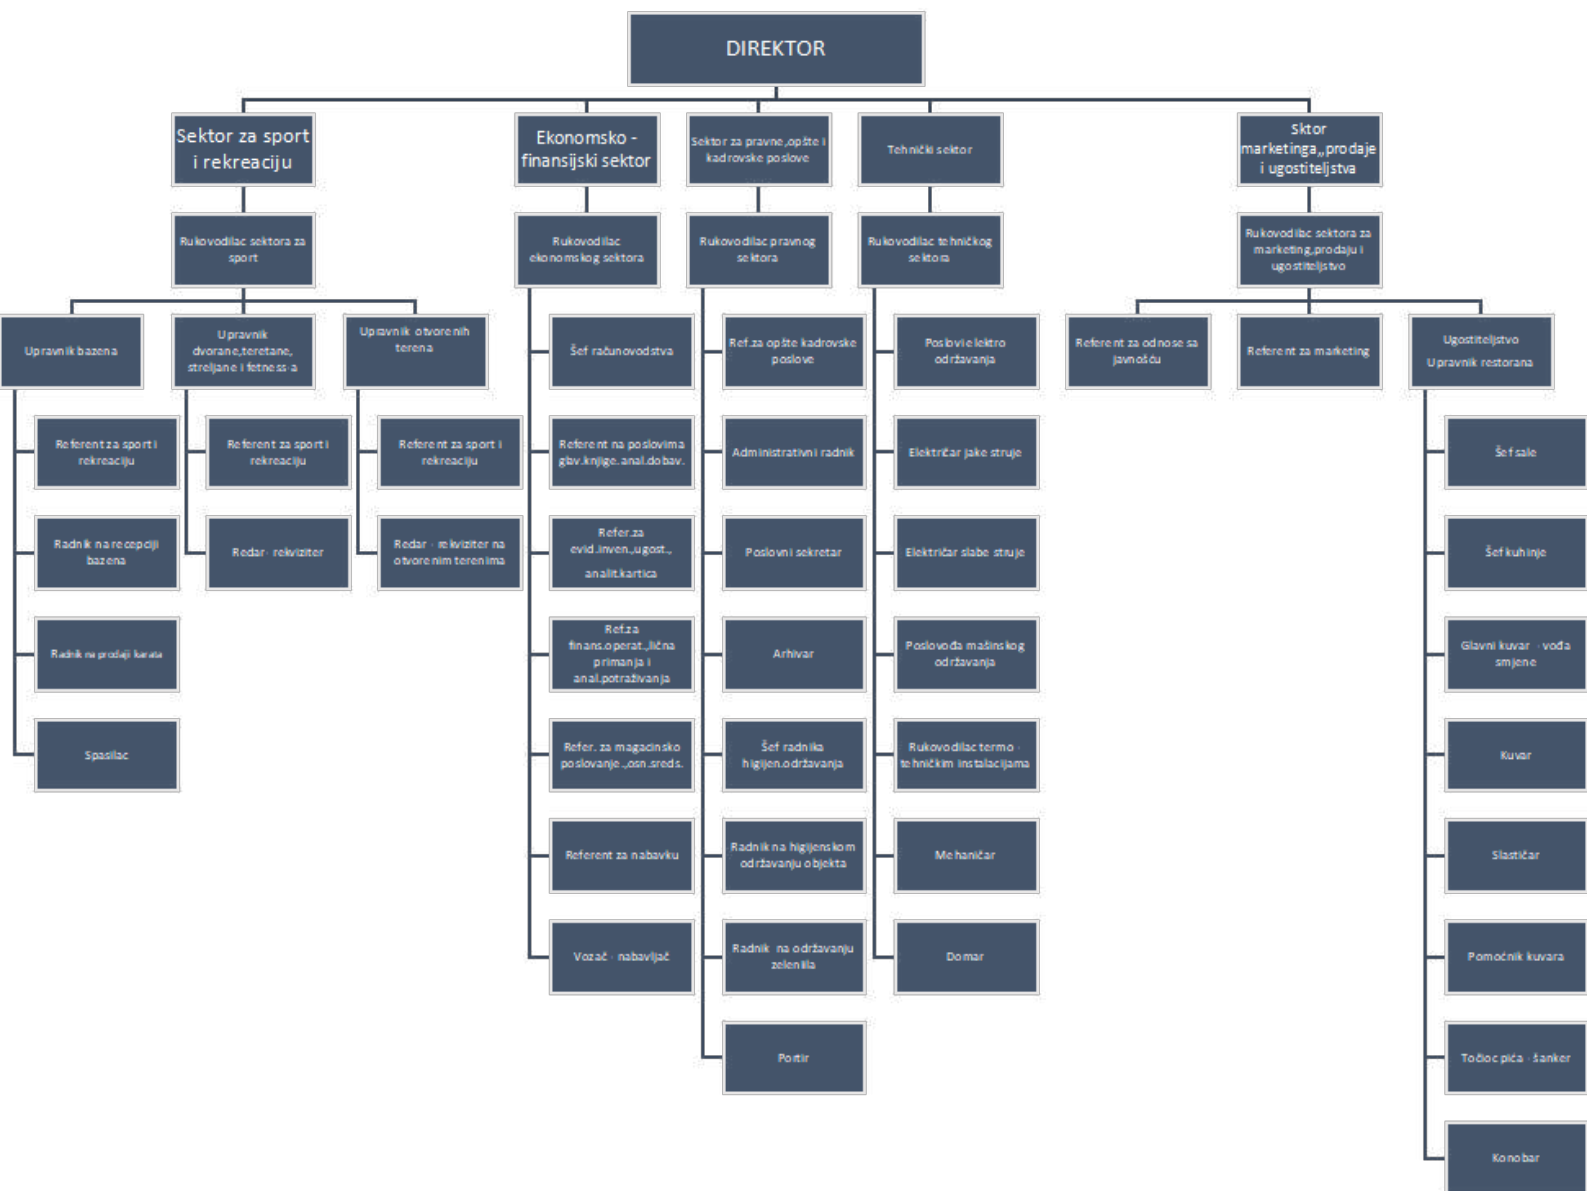 DIREKTOR
Sektor za sport
i rekreaciju
Ekonomsko -
finansijski sektor
Sektor za pravne,opšte i
kadrovske poslove
Tehnički sektor
Sktor
marketinga,,prodaje
i ugostiteljstva
Rukovodilac sektora za
sport
Rukovodilac
ekonomskog sektora
Rukovodilac pravnog
sektora
Rukovodilac tehničkog
sektora
Rukovodilac sektora za
marketing,prodaju i
ugostiteljstvo
Upravnik bazena
Upravnik
dvorane,teretane,
streljane i fetness-a
Upravnik otvorenih
terena
Referent za sport i
rekreaciju
Radnik na recepciji
bazena
Radnik na prodaji karata
Spasilac
Referent za sport i
rekreaciju
Redar - rekviziter
Referent za sport i
rekreaciju
Redar - rekviziter na
otvorenim terenima
Šef računovodstva
Referent na poslovima
glav.knjige.anal.dobav.
Refer.za
evid.inven.,ugost.,
analit.kartica
Ref.za
finans.operat.,lična
primanja i
anal.potraživanja
Refer. za magacinsko
poslovanje.,osn.sreds.
Referent za nabavku
Vozač - nabavljač
Ref.za opšte kadrovske
poslove
Administrativni radnik
Poslovni sekretar
Arhivar
Šef radnika
higijen.održavanja
Radnik na higijenskom
održavanju objekta
Radnik na održavanju
zelenila
Portir
Poslovi elektro
održavanja
Električar jake struje
Električar slabe struje
Poslovođa mašinskog
održavanja
Rukovodilac termo -
tehničkim instalacijama
Mehaničar
Domar
Referent za odnose sa
javnošću
Referent za marketing
Ugostiteljstvo
Upravnik restorana
Šef sale
Šef kuhinje
Glavni kuvar - vođa
smjene
Kuvar
Slastičar
Pomoćnik kuvara
Točioc pića - šanker
Konobar